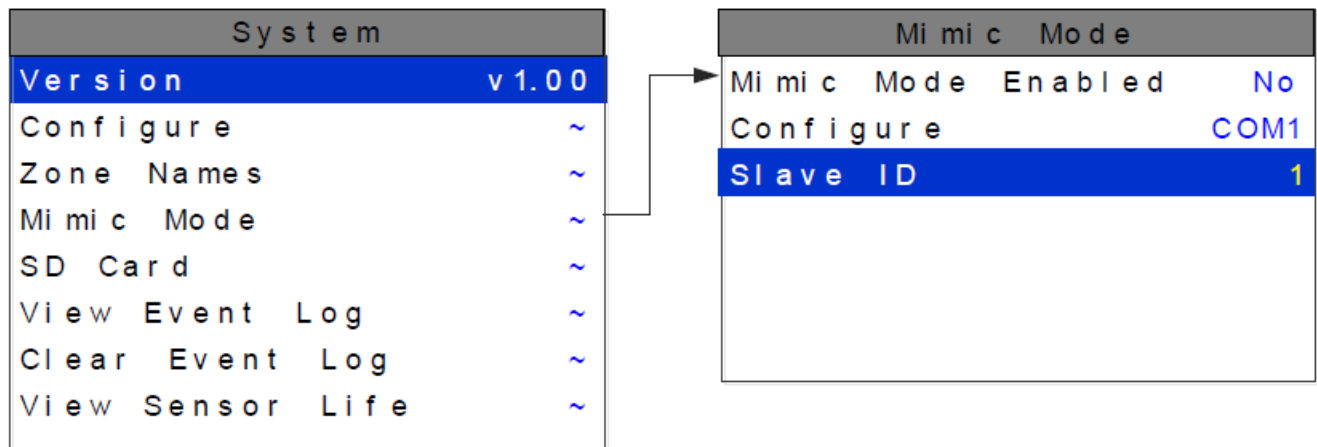 System
Version v1.00
Configure ~
Zone Names ~
Mimic Mode ~
SD Card ~
View Event Log ~
Clear Event Log ~
View Sensor Life ~
Mimic Mode
Mimic Mode Enabled No
Configure COM1
Slave ID 1